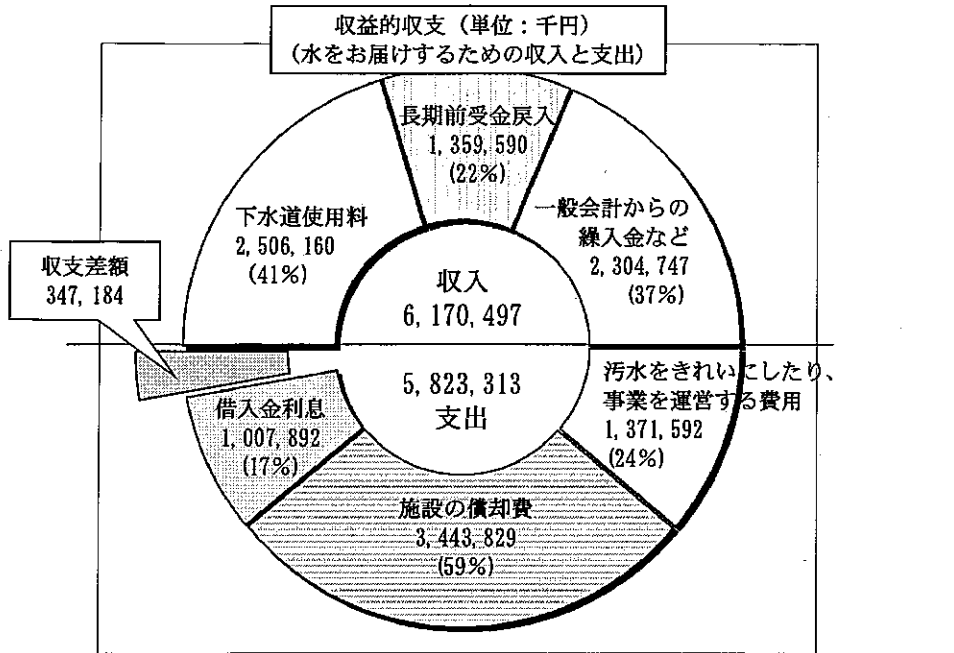 収益的収支（単位：千円）
(水をお届けするための収入と支出)
長期前受金戻入
1,359,590
(22%)
下水道使用料
2,506,160
(41%)
一般会計からの
繰入金など
2,304,747
(37%)
収支差額
347,184
収入
6,170,497
5,823,313
支出
汚水をきれいにしたり、
事業を運営する費用
1,371,592
(24%)
借入金利息
1,007,892
(17%)
施設の償却費
3,443,829
(59%)